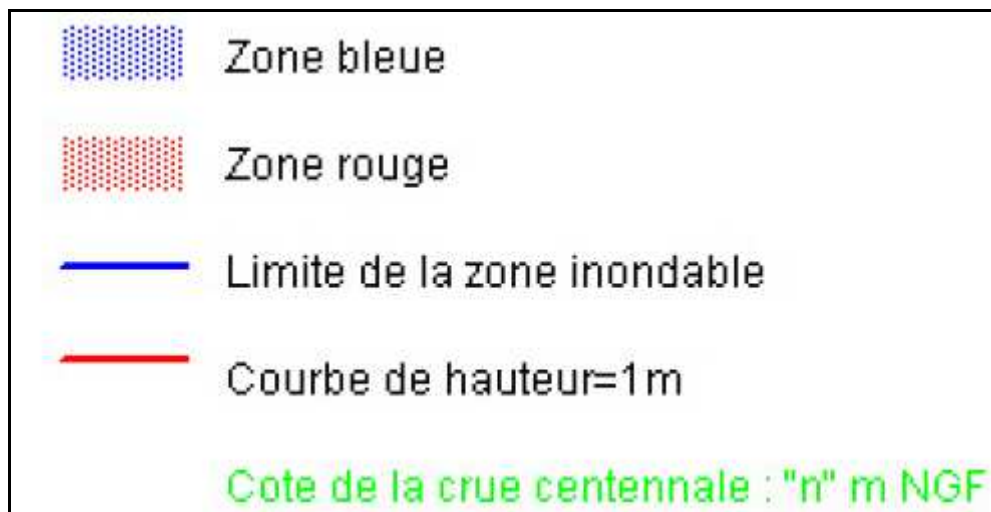 Zone bleue
Zone rouge
Limite de la zone inondable
Courbe de hauteur=1m
Cote de la crue centennale : "n" m NGF